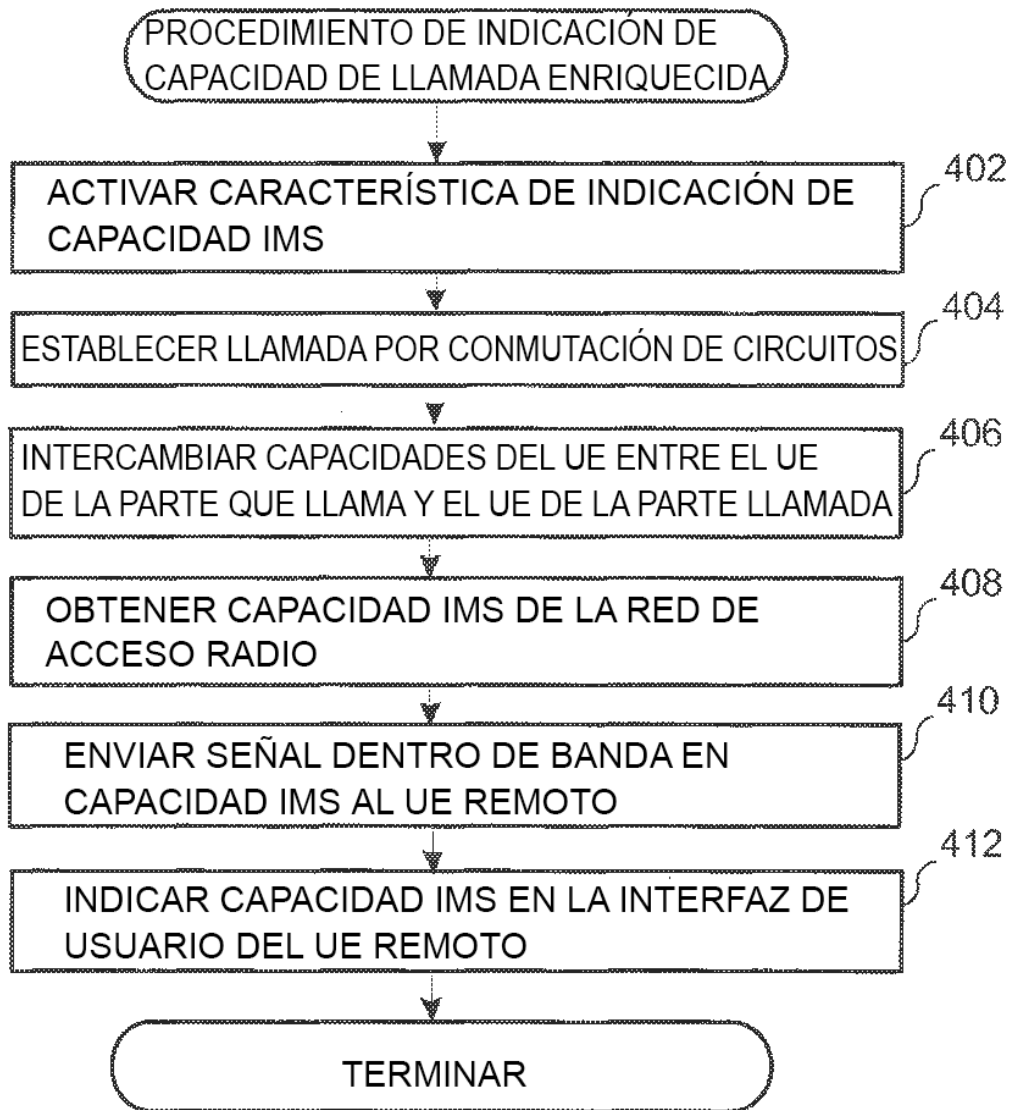 PROCEDIMIENTO DE INDICACIÓN DE
CAPACIDAD DE LLAMADA ENRIQUECIDA
402
ACTIVAR CARACTERÍSTICA DE INDICACIÓN DE
CAPACIDAD IMS
404
ESTABLECER LLAMADA POR CONMUTACIÓN DE CIRCUITOS
406
INTERCAMBIAR CAPACIDADES DEL UE ENTRE EL UE
DE LA PARTE QUE LLAMA Y EL UE DE LA PARTE LLAMADA
408
OBTENER CAPACIDAD IMS DE LA RED DE
ACCESO RADIO
410
ENVIAR SEÑAL DENTRO DE BANDA EN
CAPACIDAD IMS AL UE REMOTO
412
INDICAR CAPACIDAD IMS EN LA INTERFAZ DE
USUARIO DEL UE REMOTO
TERMINAR